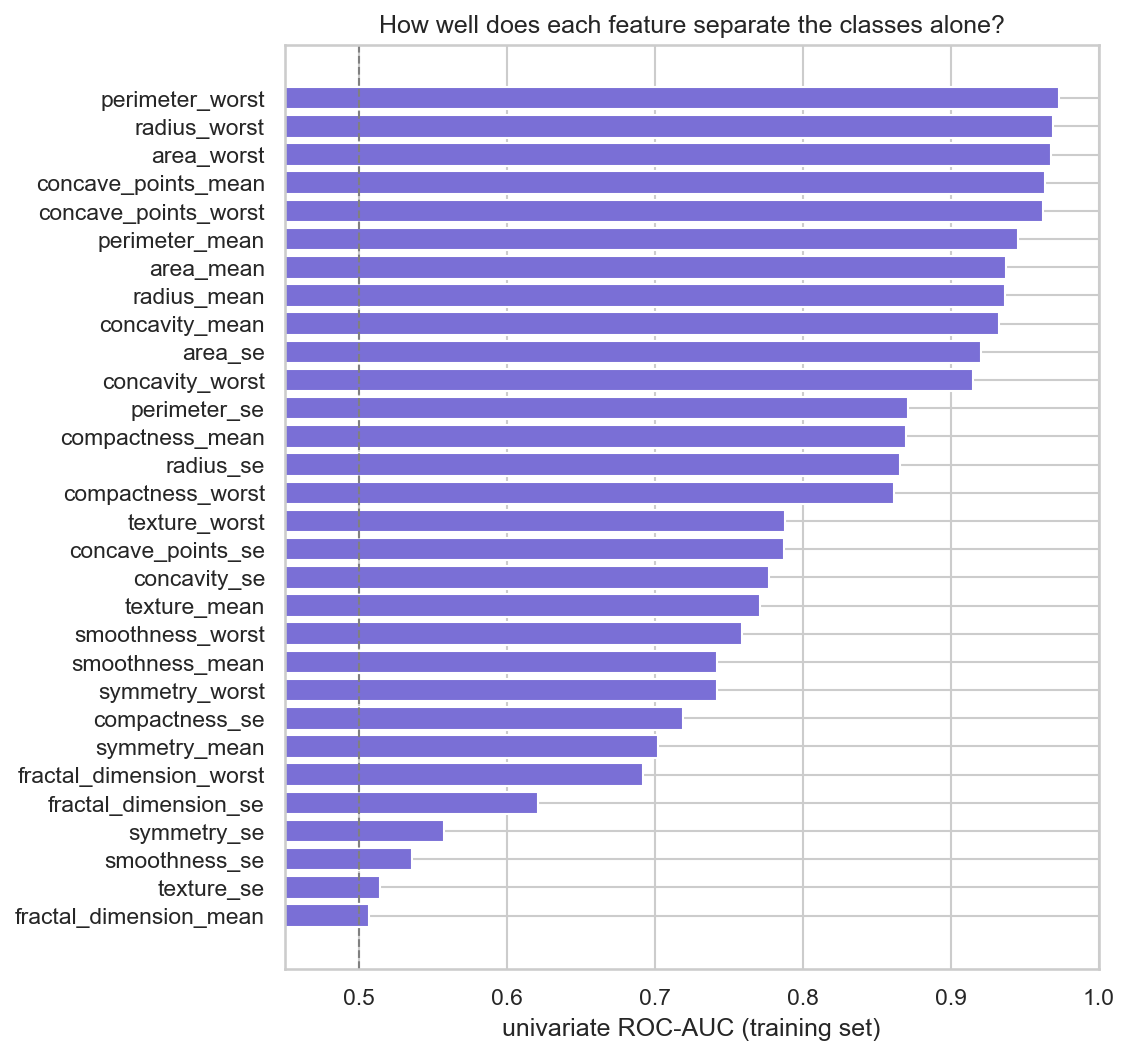 How well does each feature separate the classes alone?
perimeter_worst
radius_worst
area_worst
concave_points_mean
concave_points_worst
perimeter_mean
area_mean
radius_mean
concavity_mean
area_se
concavity_worst
perimeter_se
compactness_mean
radius_se
compactness_worst
texture_worst
concave_points_se
concavity_se
texture_mean
smoothness_worst
smoothness_mean
symmetry_worst
compactness_se
symmetry_mean
fractal_dimension_worst
fractal_dimension_se
symmetry_se
smoothness_se
texture_se
fractal_dimension_mean
0.5 0.6 0.7 0.8 0.9 1.0
univariate ROC-AUC (training set)